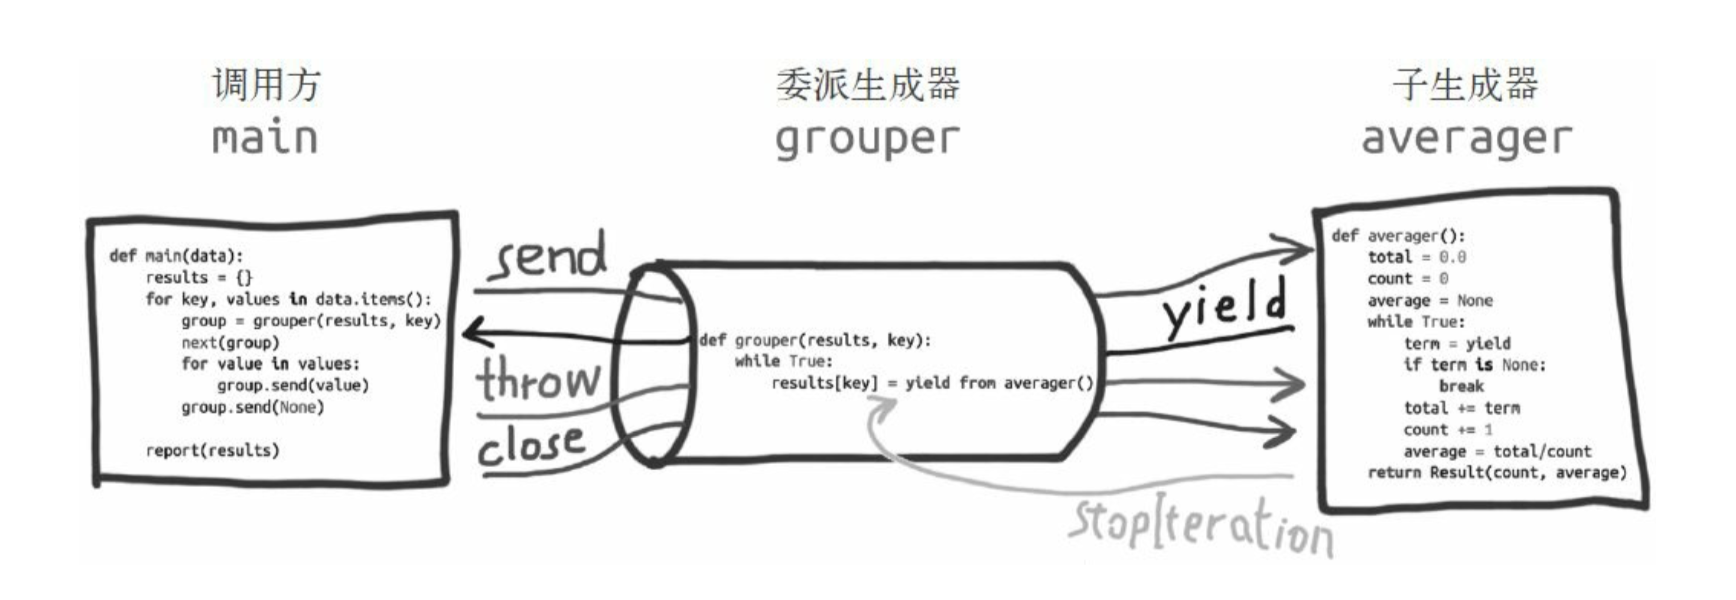 调用方
main
委派生成器
grouper
子生成器
averager
def main(data):
    results = {}
    for key, values in data.items():
        group = grouper(results, key)
        next(group)
        for value in values:
            group.send(value)
        group.send(None)
    report(results)
send
throw
close
def grouper(results, key):
    while True:
        results[key] = yield from averager()
yield
StopIteration
def averager():
    total = 0.0
    count = 0
    average = None
    while True:
        term = yield
        if term is None:
            break
        total += term
        count += 1
        average = total/count
    return Result(count, average)